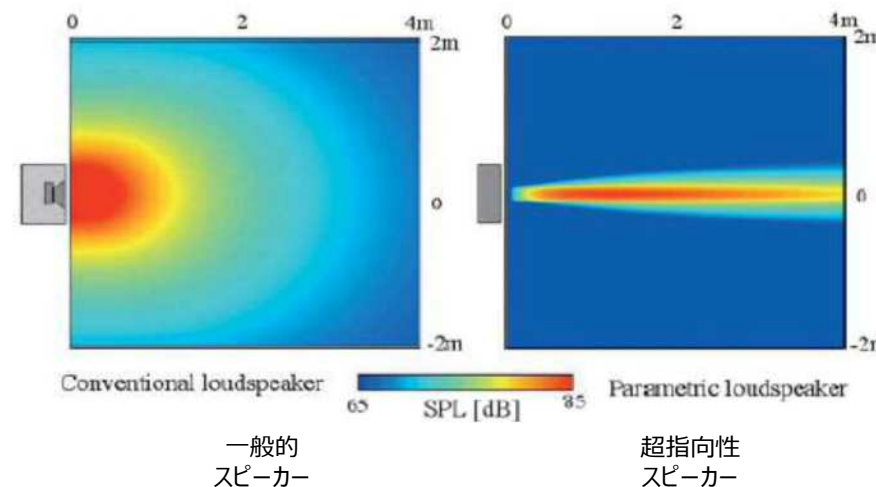 0 2 4m
2m
0
-2m
0 2 4m
2m
0
-2m
Conventional loudspeaker
65 85
SPL [dB]
Parametric loudspeaker
一般的
スピーカー
超指向性
スピーカー